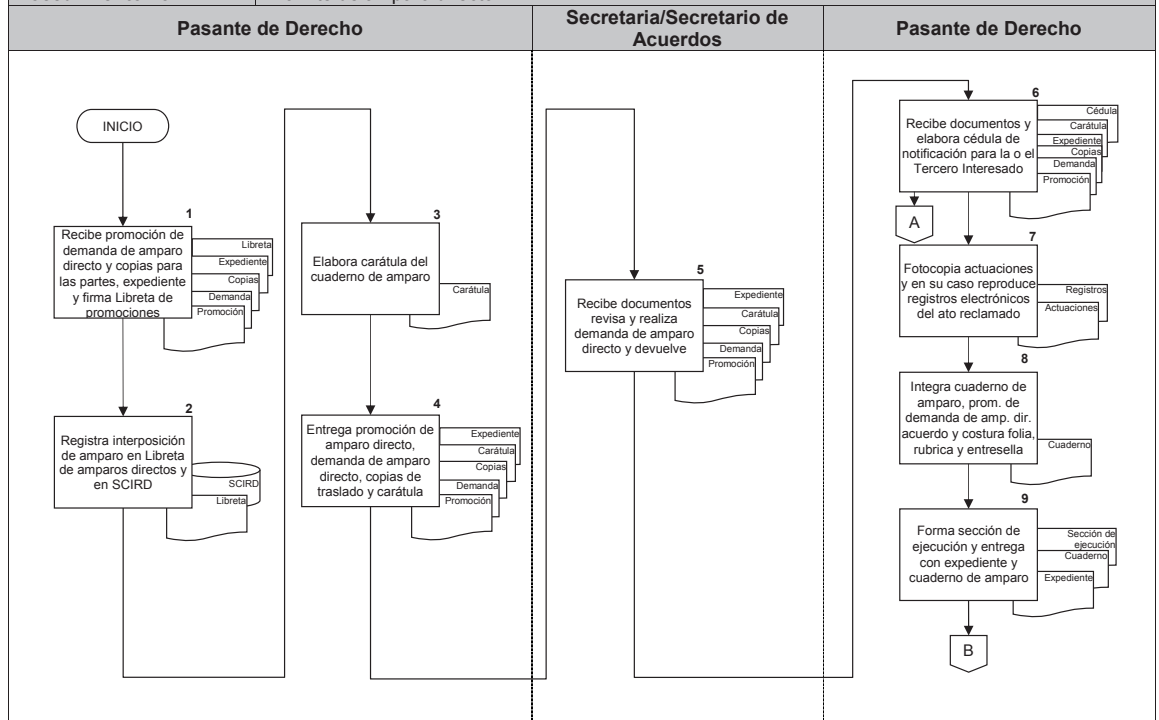 Pasante de Derecho
Secretaria/Secretario de
Acuerdos
Pasante de Derecho
INICIO
1
Recibe promoción de
demanda de amparo
directo y copias para
las partes, expediente
y firma Libreta de
promociones
Libreta
Expediente
Copias
Demanda
Promoción
2
Registra interposición
de amparo en Libreta
de amparos directos y
en SCIRD
SCIRD
Libreta
3
Elabora carátula del
cuaderno de amparo
Carátula
4
Entrega promoción de
amparo directo,
demanda de amparo
directo, copias de
traslado y carátula
Expediente
Carátula
Copias
Demanda
Promoción
5
Recibe documentos
revisa y realiza
demanda de amparo
directo y devuelve
Expediente
Carátula
Copias
Demanda
Promoción
6
Recibe documentos y
elabora cédula de
notificación para la o el
Tercero Interesado
Cédula
Carátula
Expediente
Copias
Demanda
Promoción
A
7
Fotocopia actuaciones
y en su caso reproduce
registros electrónicos
del ato reclamado
Registros
Actuaciones
8
Integra cuaderno de
amparo, prom. de
demanda de amp. dir.
acuerdo y costura folia,
rubrica y entresella
Cuaderno
9
Forma sección de
ejecución y entrega
con expediente y
cuaderno de amparo
Sección de
ejecución
Cuaderno
Expediente
B